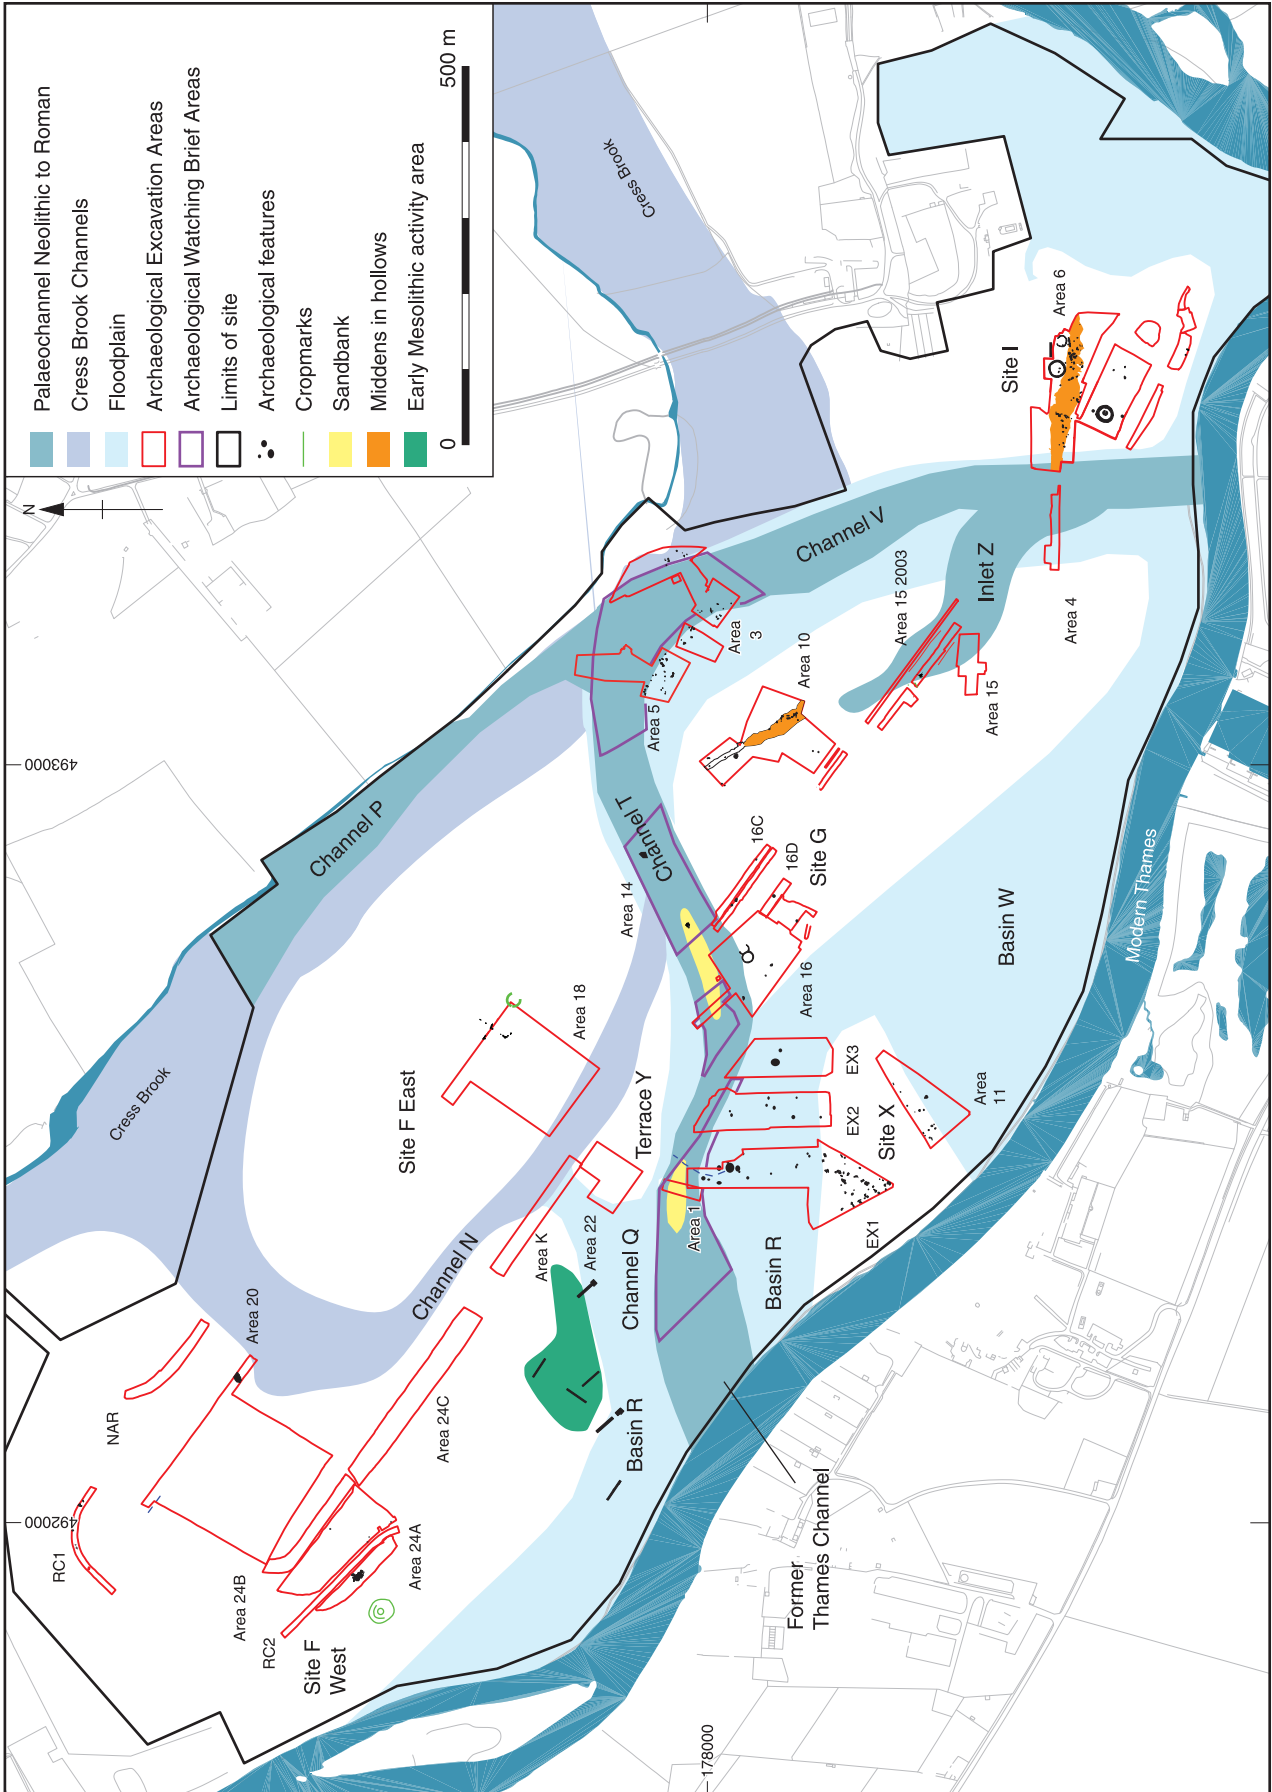 Palaeochannel Neolithic to Roman
Cress Brook Channels
Floodplain
Archaeological Excavation Areas
Archaeological Watching Brief Areas
Limits of site
Archaeological features
Cropmarks
Sandbank
Middens in hollows
Early Mesolithic activity area
0
500 m
N
492000
493000
178000
RC1
NAR
Area 20
Area 24B
RC2
Site F
West
Area 24A
Area 24C
Channel N
Cress Brook
Site F East
Area 18
Channel P
Cress Brook
Area K
Area 22
Channel Q
Basin R
Terrace Y
Area 14
Channel T
Area 5
Area
3
Channel V
Area 1
Basin R
EX1
EX2
EX3
Site X
Area
11
Area 16
16C
16D
Site G
Area 10
Area 15 2003
Area 15
Inlet Z
Area 4
Site I
Area 6
Basin W
Modern Thames
Former
Thames Channel